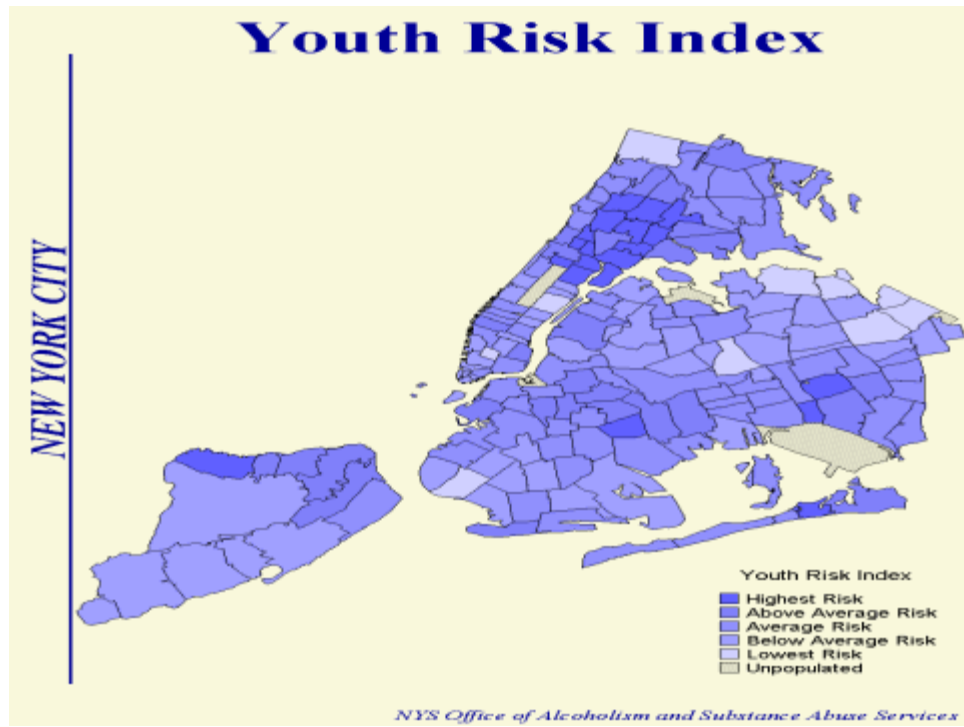 Youth Risk Index
NEW YORK CITY
Youth Risk Index
Highest Risk
Above Average Risk
Average Risk
Below Average Risk
Lowest Risk
Unpopulated
NYS Office of Alcoholism and Substance Abuse Services